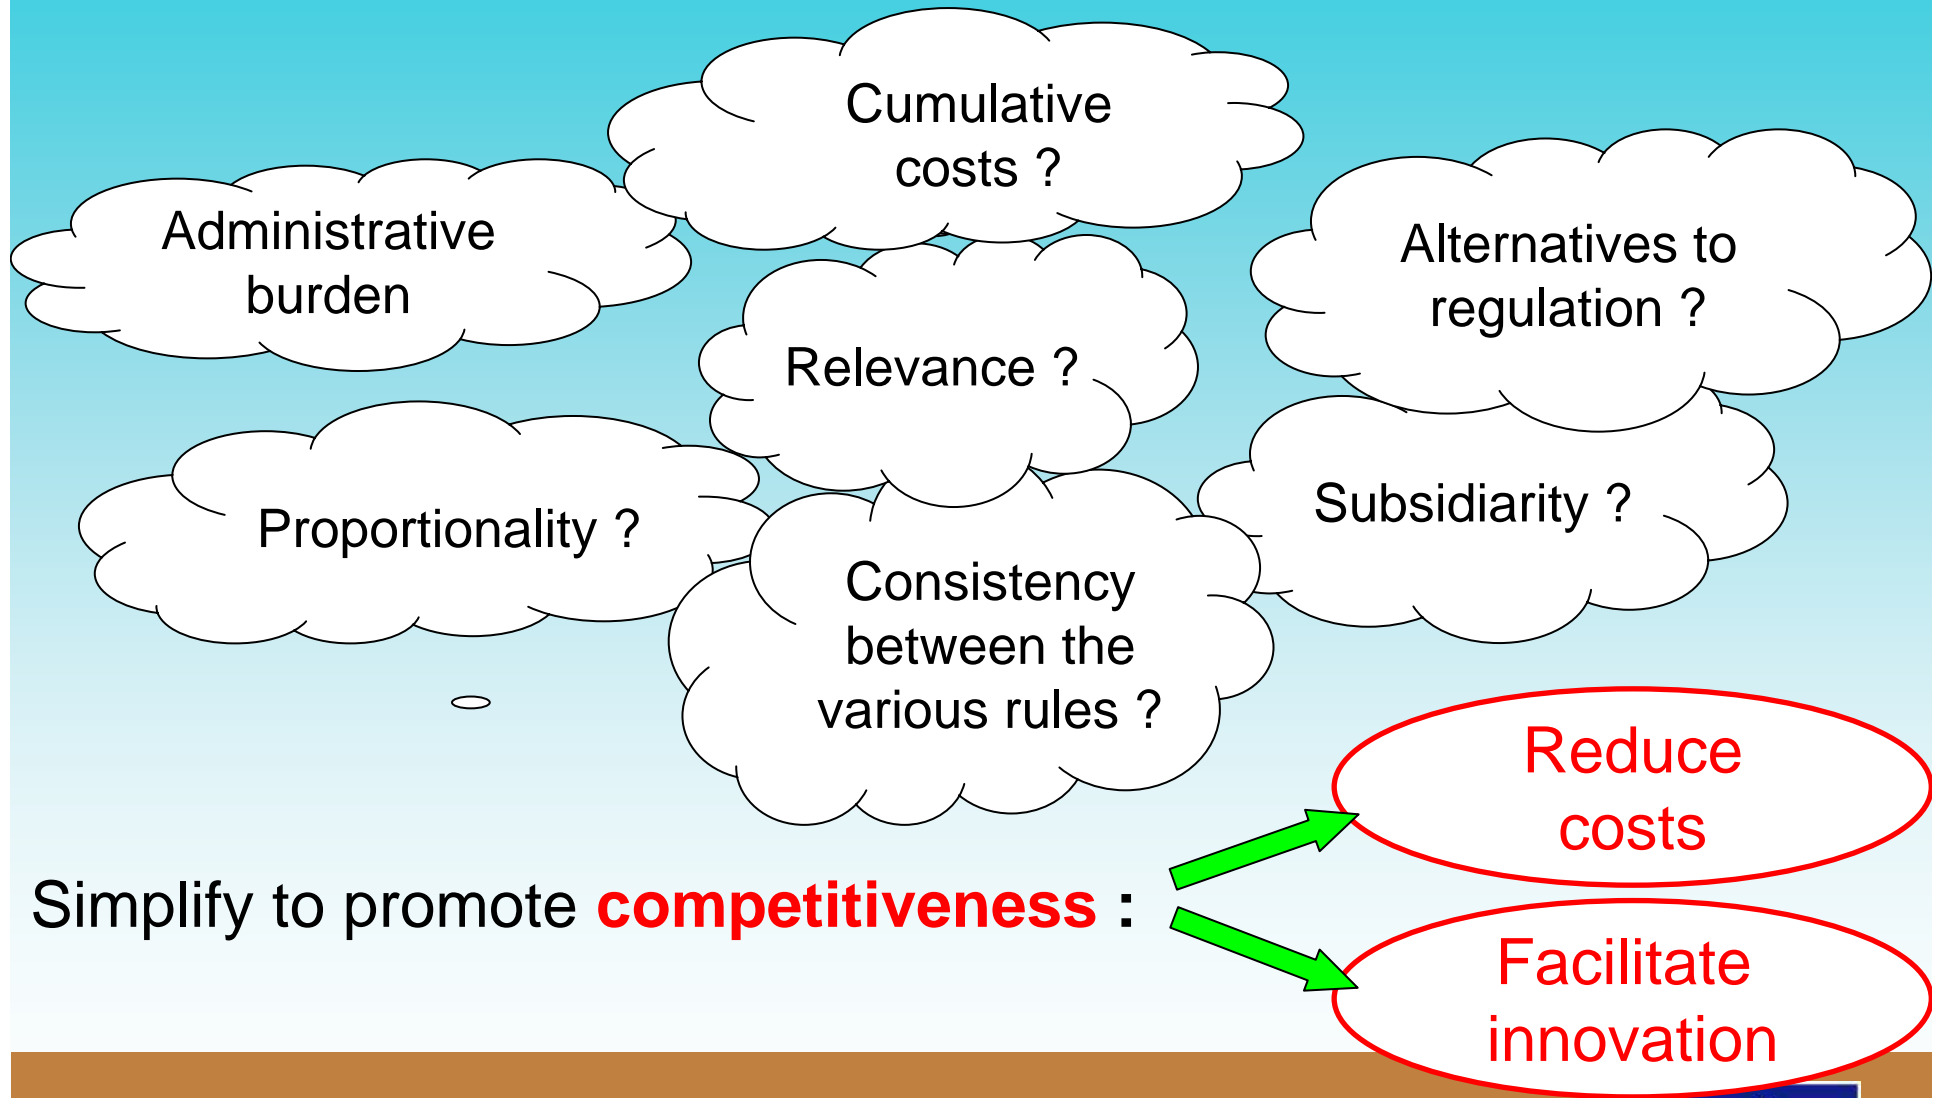 Cumulative
costs ?
Administrative
burden
Alternatives to
regulation ?
Relevance ?
Proportionality ?
Subsidiarity ?
Consistency
between the
various rules ?
Reduce
costs
Simplify to promote competitiveness :
Facilitate
innovation